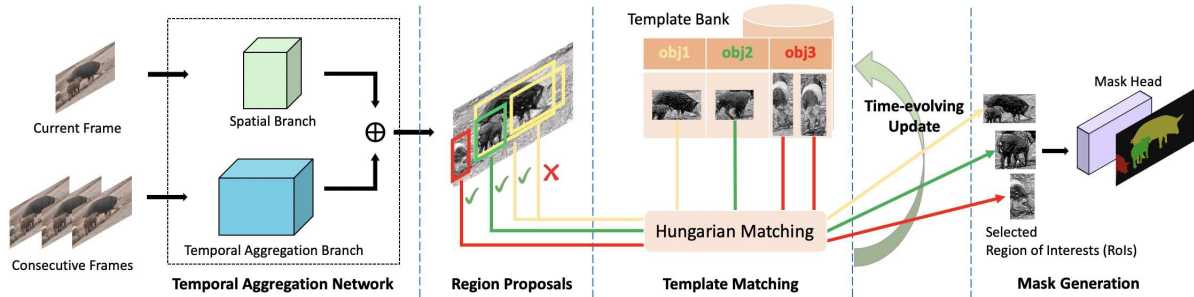 Current Frame
Consecutive Frames
Spatial Branch
Temporal Aggregation Branch
Temporal Aggregation Network
Region Proposals
Template Bank
obj1 obj2 obj3
Hungarian Matching
Template Matching
Time-evolving
Update
Mask Head
Selected
Region of Interests (RoIs)
Mask Generation